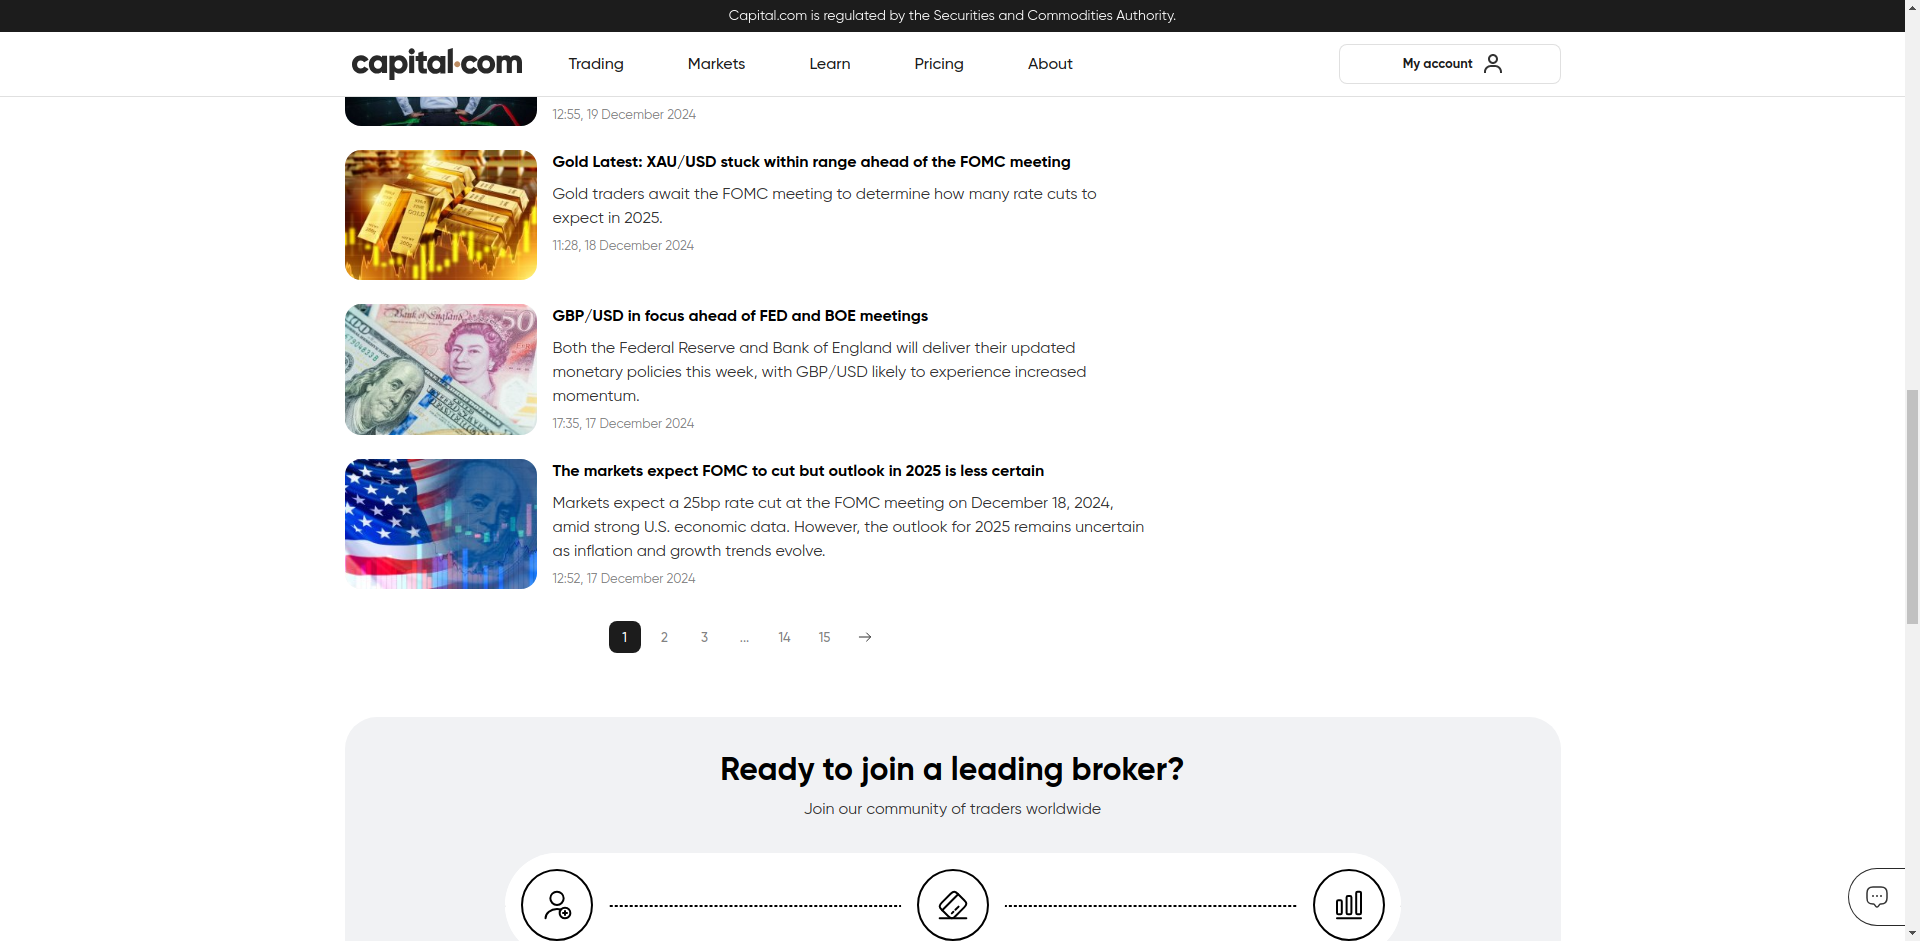 Capital.com is regulated by the Securities and Commodities Authority.
capital.com
Trading
Markets
Learn
Pricing
About
My account
12:55, 19 December 2024
Gold Latest: XAU/USD stuck within range ahead of the FOMC meeting
Gold traders await the FOMC meeting to determine how many rate cuts to
expect in 2025.
11:28, 18 December 2024
GBP/USD in focus ahead of FED and BOE meetings
Both the Federal Reserve and Bank of England will deliver their updated
monetary policies this week, with GBP/USD likely to experience increased
momentum.
17:35, 17 December 2024
The markets expect FOMC to cut but outlook in 2025 is less certain
Markets expect a 25bp rate cut at the FOMC meeting on December 18, 2024,
amid strong U.S. economic data. However, the outlook for 2025 remains uncertain
as inflation and growth trends evolve.
12:52, 17 December 2024
1 2 3 ... 14 15
Ready to join a leading broker?
Join our community of traders worldwide